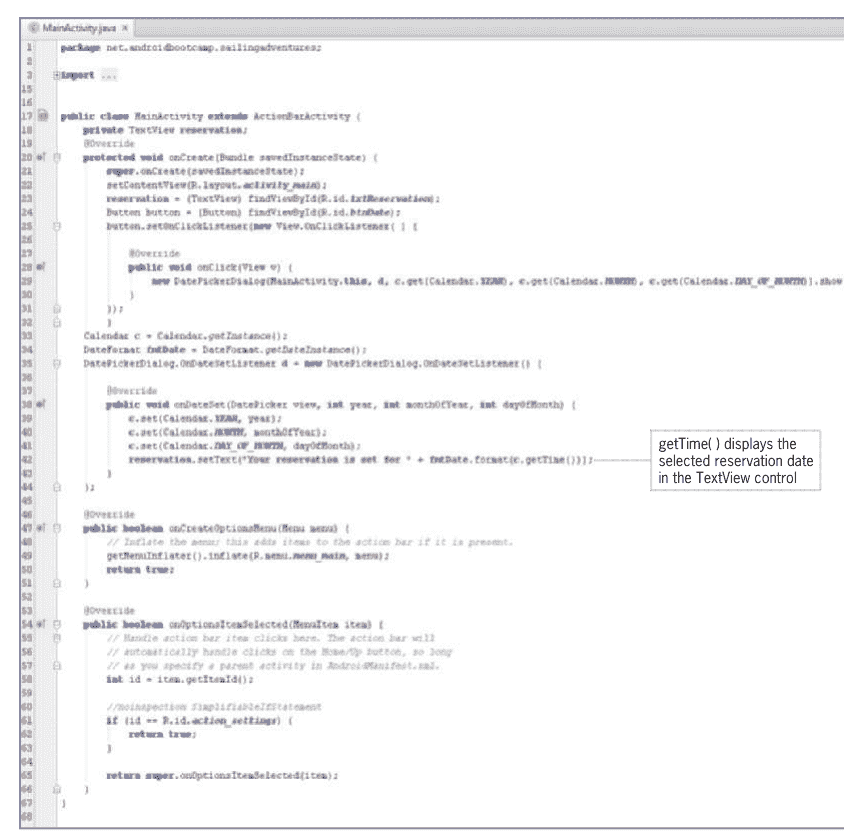 MainActivity.java ×
1 package net.androidbootcamp.sailingadventures;
2
3 import ...
15
16
17 public class MainActivity extends ActionBarActivity {
18 private TextView reservation;
19 @Override
20 protected void onCreate(Bundle savedInstanceState) {
21 super.onCreate(savedInstanceState);
22 setContentView(R.layout.activity_main);
23 reservation = (TextView) findViewById(R.id.txtReservation);
24 Button button = (Button) findViewById(R.id.btnDate);
25 button.setOnClickListener(new View.OnClickListener( ) {
26
27 @Override
28 public void onClick(View v) {
29 new DatePickerDialog(MainActivity.this, d, c.get(Calendar.YEAR), c.get(Calendar.MONTH), c.get(Calendar.DAY_OF_MONTH)).show
30 }
31 });
32 }
33 Calendar c = Calendar.getInstance();
34 DateFormat fmtDate = DateFormat.getDateInstance();
35 DatePickerDialog.OnDateSetListener d = new DatePickerDialog.OnDateSetListener() {
36
37 @Override
38 public void onDateSet(DatePicker view, int year, int monthOfYear, int dayOfMonth) {
39 c.set(Calendar.YEAR, year);
40 c.set(Calendar.MONTH, monthOfYear);
41 c.set(Calendar.DAY_OF_MONTH, dayOfMonth);
42 reservation.setText("Your reservation is set for " + fmtDate.format(c.getTime()));
43 }
44 };
45
46 @Override
47 public boolean onCreateOptionsMenu(Menu menu) {
48 // Inflate the menu; this adds items to the action bar if it is present.
49 getMenuInflater().inflate(R.menu.menu_main, menu);
50 return true;
51 }
52
53 @Override
54 public boolean onOptionsItemSelected(MenuItem item) {
55 // Handle action bar item clicks here. The action bar will
56 // automatically handle clicks on the Home/Up button, so long
57 // as you specify a parent activity in AndroidManifest.xml.
58 int id = item.getItemId();
59
60 //noinspection SimplifiableIfStatement
61 if (id == R.id.action_settings) {
62 return true;
63 }
64
65 return super.onOptionsItemSelected(item);
66 }
67 }
68
getTime( ) displays the
selected reservation date
in the TextView control